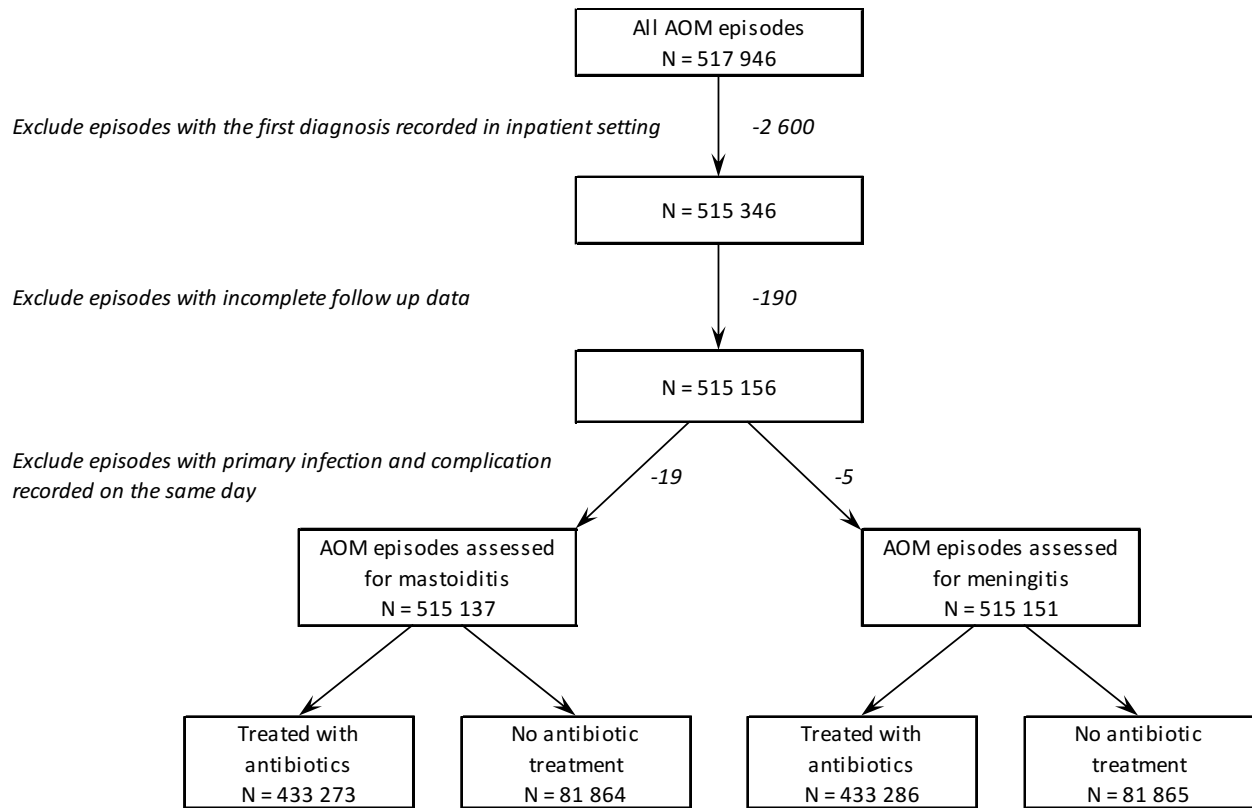 All AOM episodes
N = 517 946
Exclude episodes with the first diagnosis recorded in inpatient setting
-2 600
N = 515 346
Exclude episodes with incomplete follow up data
-190
N = 515 156
Exclude episodes with primary infection and complication
recorded on the same day
-19
-5
AOM episodes assessed
for mastoiditis
N = 515 137
AOM episodes assessed
for meningitis
N = 515 151
Treated with
antibiotics
N = 433 273
No antibiotic
treatment
N = 81 864
Treated with
antibiotics
N = 433 286
No antibiotic
treatment
N = 81 865